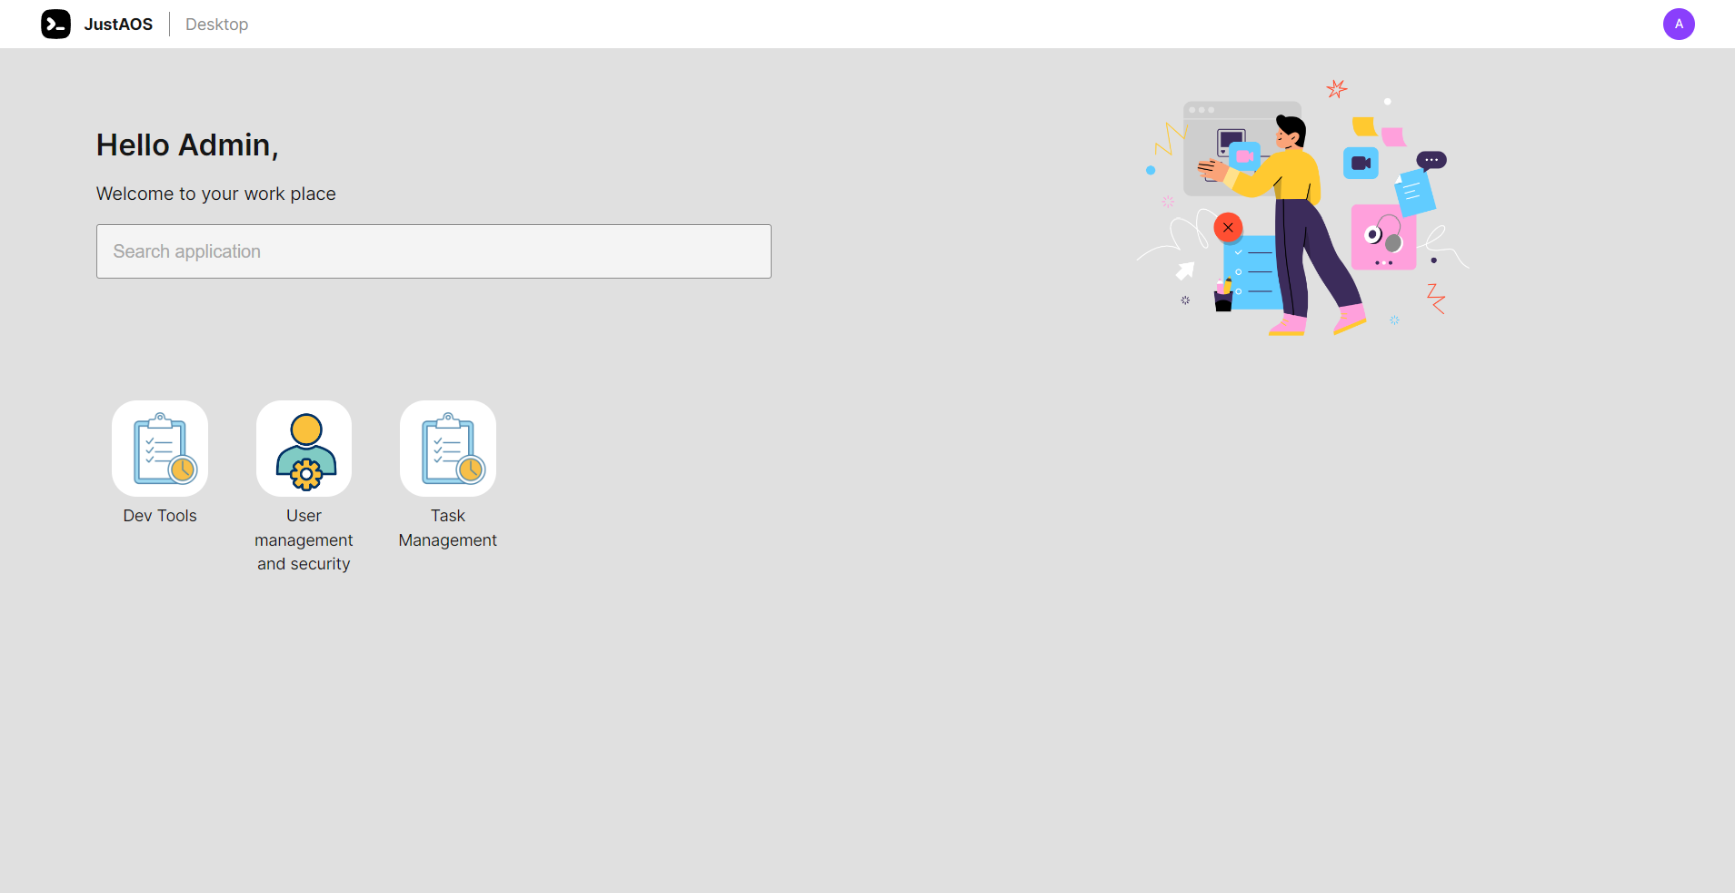 JustAOS
Desktop
A
Hello Admin,
Welcome to your work place
Search application
Dev Tools
User
management
and security
Task
Management